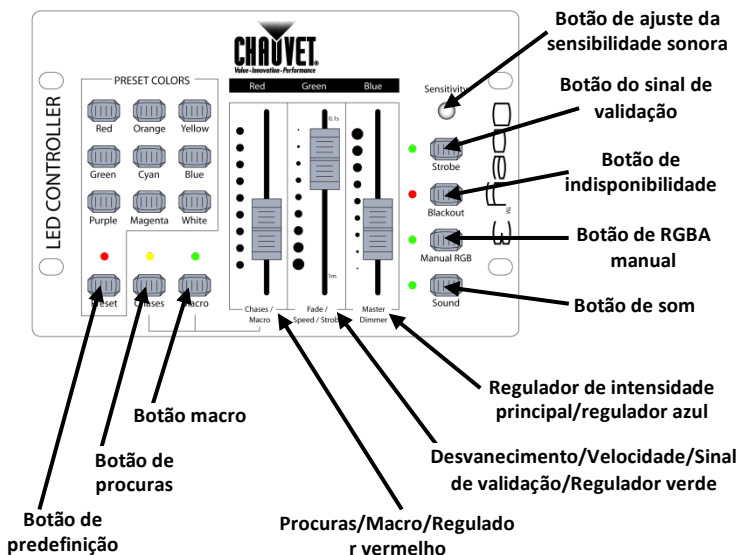 Botão de ajuste da
sensibilidade sonora
CHAUVET®
Value - Innovation - Performance
PRESET COLORS
Red
Green
Blue
Sensitivity
Botão do sinal de
validação
0,1s
Red
Orange
Yellow
Strobe
LED CONTROLLER
Green
Cyan
Blue
Botão de
indisponibilidade
Blackout
Purple
Magenta
White
Botão de RGBA
manual
Manual RGB
1m
Preset
Chases
Macro
Sound
Botão de som
Chases /
Macro
Fade /
Speed / Strobe
Master
Dimmer
3
TM
Regulador de intensidade
principal/regulador azul
Botão macro
Botão de
procuras
Desvanecimento/Velocidade/Sinal
de validação/Regulador verde
Botão de
predefinição
Procuras/Macro/Regulado
r vermelho